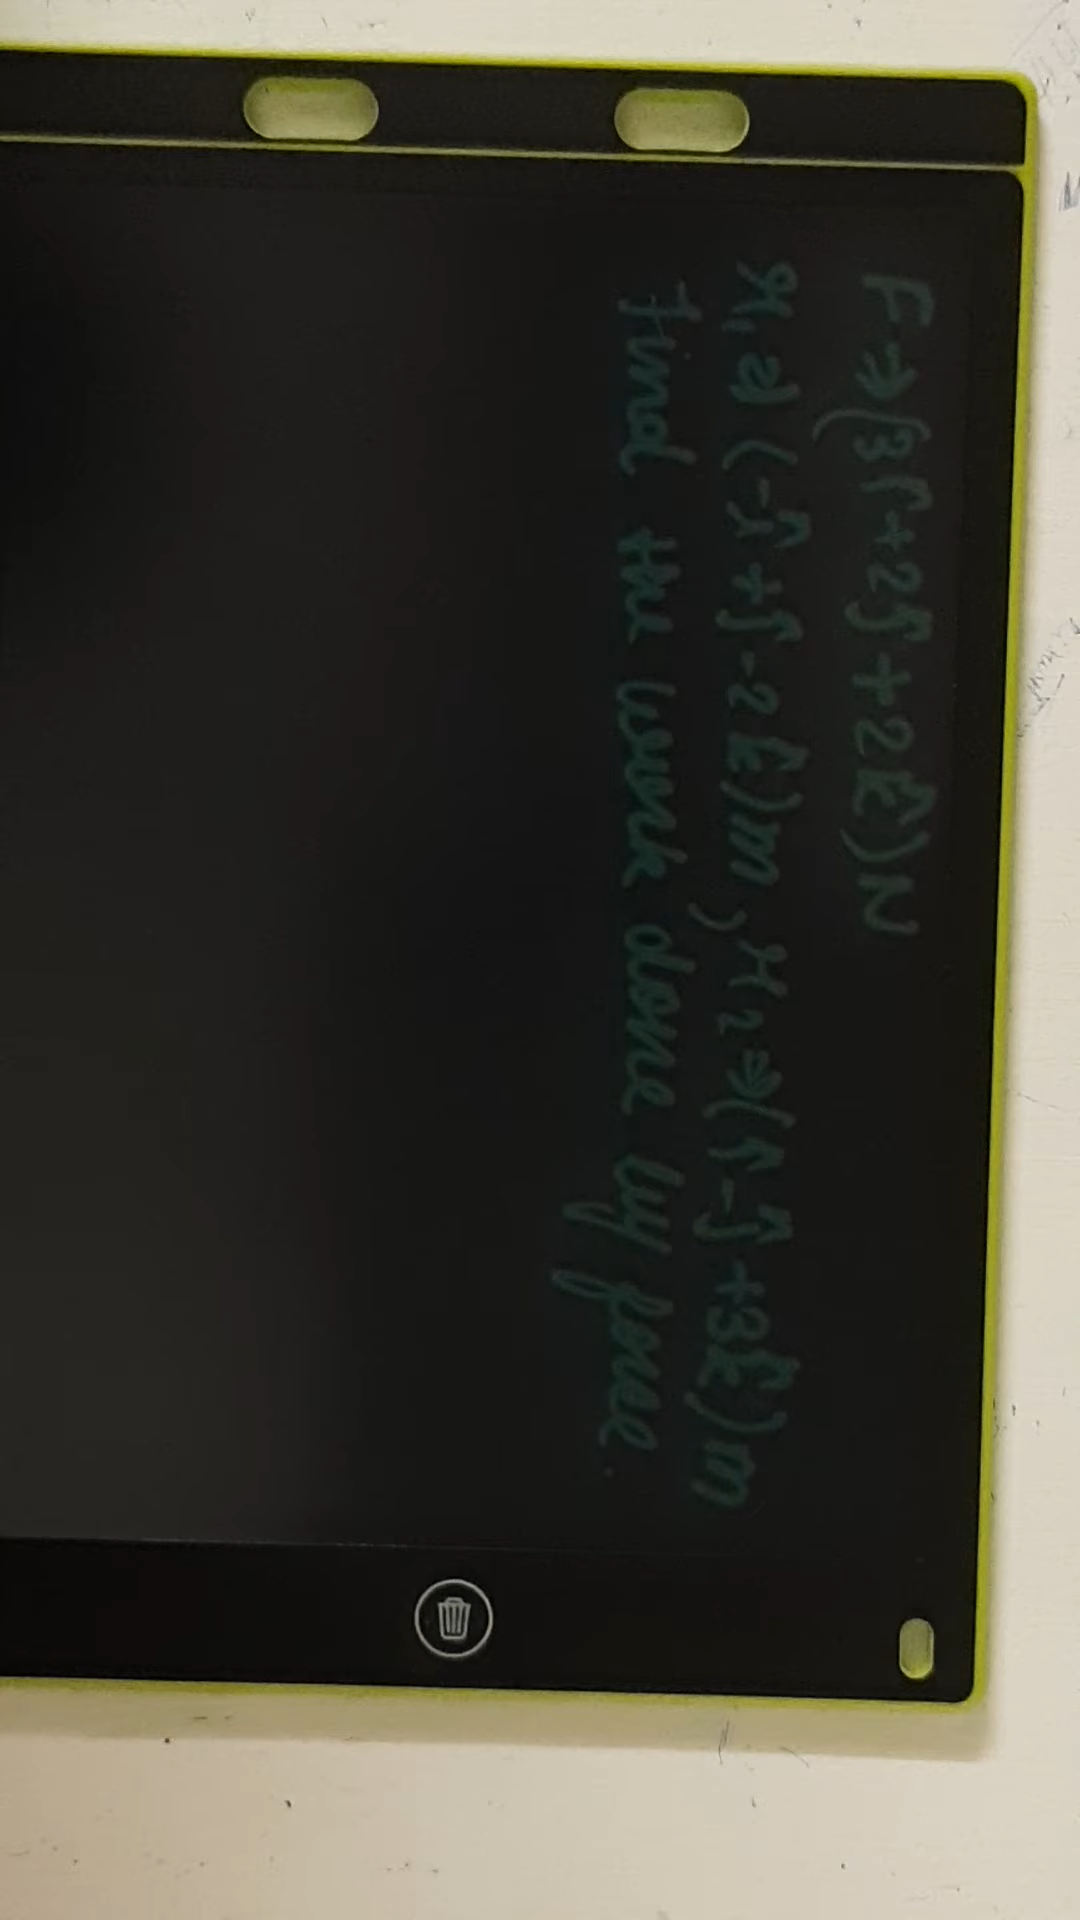 F⇒(3î+2ĵ+2k̂)N
r₁⇒(-î+ĵ-2k̂)m, r₂⇒(î-ĵ+3k̂)m
find the work done by force.